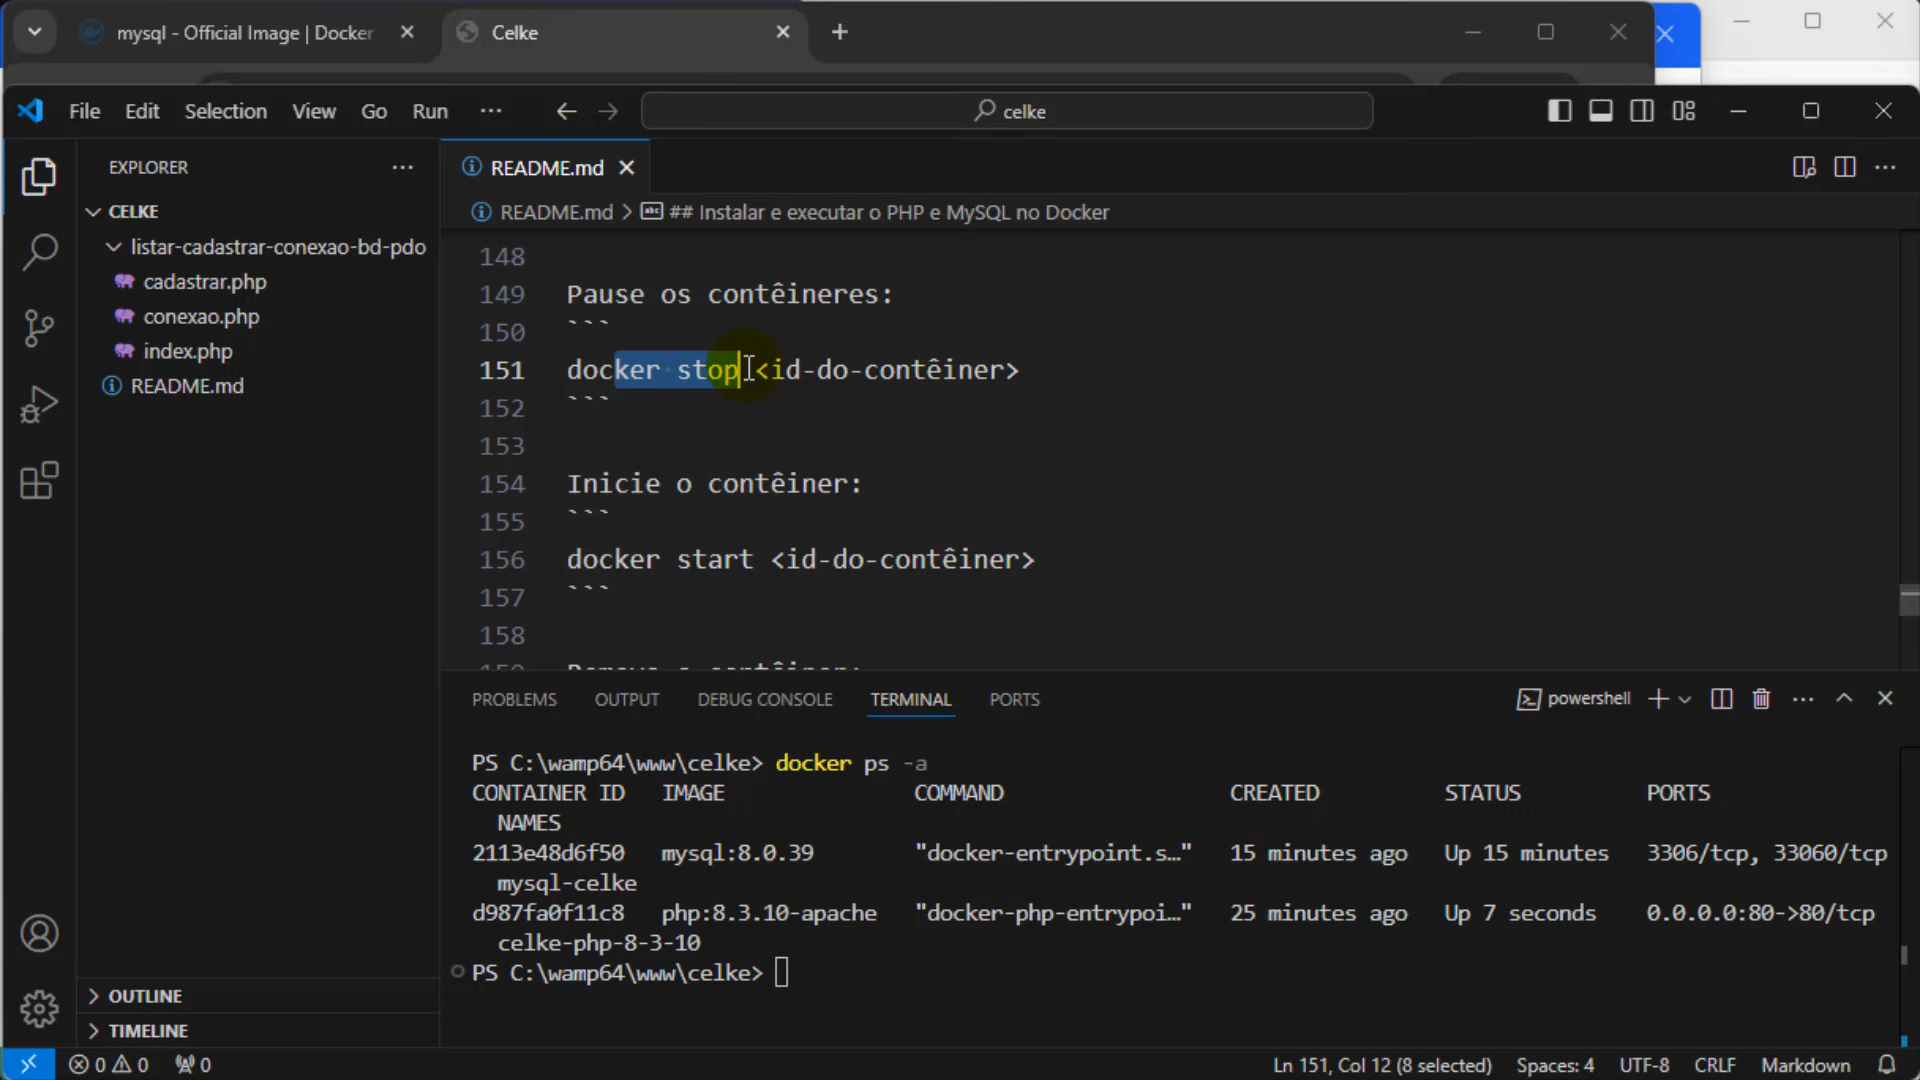 mysql - Official Image | Docker
Celke
File Edit Selection View Go Run ···
celke
EXPLORER
README.md
CELKE
README.md > ## Instalar e executar o PHP e MySQL no Docker
listar-cadastrar-conexao-bd-pdo
cadastrar.php
conexao.php
index.php
README.md
148
149 Pause os contêineres:
150 ```
151 docker stop <id-do-contêiner>
152 ```
153
154 Inicie o contêiner:
155 ```
156 docker start <id-do-contêiner>
157 ```
158
159 Remova o contêiner:
PROBLEMS OUTPUT DEBUG CONSOLE TERMINAL PORTS
powershell
PS C:\wamp64\www\celke> docker ps -a
CONTAINER ID IMAGE COMMAND CREATED STATUS PORTS
NAMES
2113e48d6f50 mysql:8.0.39 "docker-entrypoint.s…" 15 minutes ago Up 15 minutes 3306/tcp, 33060/tcp
mysql-celke
d987fa0f11c8 php:8.3.10-apache "docker-php-entrypoi…" 25 minutes ago Up 7 seconds 0.0.0.0:80->80/tcp
celke-php-8-3-10
PS C:\wamp64\www\celke>
OUTLINE
TIMELINE
0 0 0
Ln 151, Col 12 (8 selected) Spaces: 4 UTF-8 CRLF Markdown